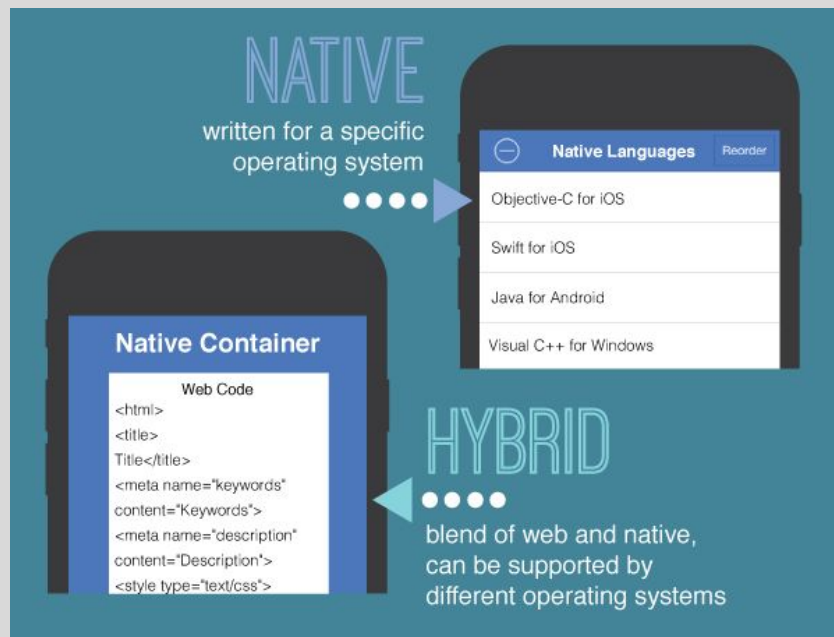 NATIVE
written for a specific
operating system
Native Languages
Reorder
Objective-C for iOS
Swift for iOS
Java for Android
Visual C++ for Windows
Native Container
Web Code
<html>
<title>
Title</title>
<meta name="keywords"
content="Keywords">
<meta name="description"
content="Description">
<style type="text/css">
HYBRID
blend of web and native,
can be supported by
different operating systems